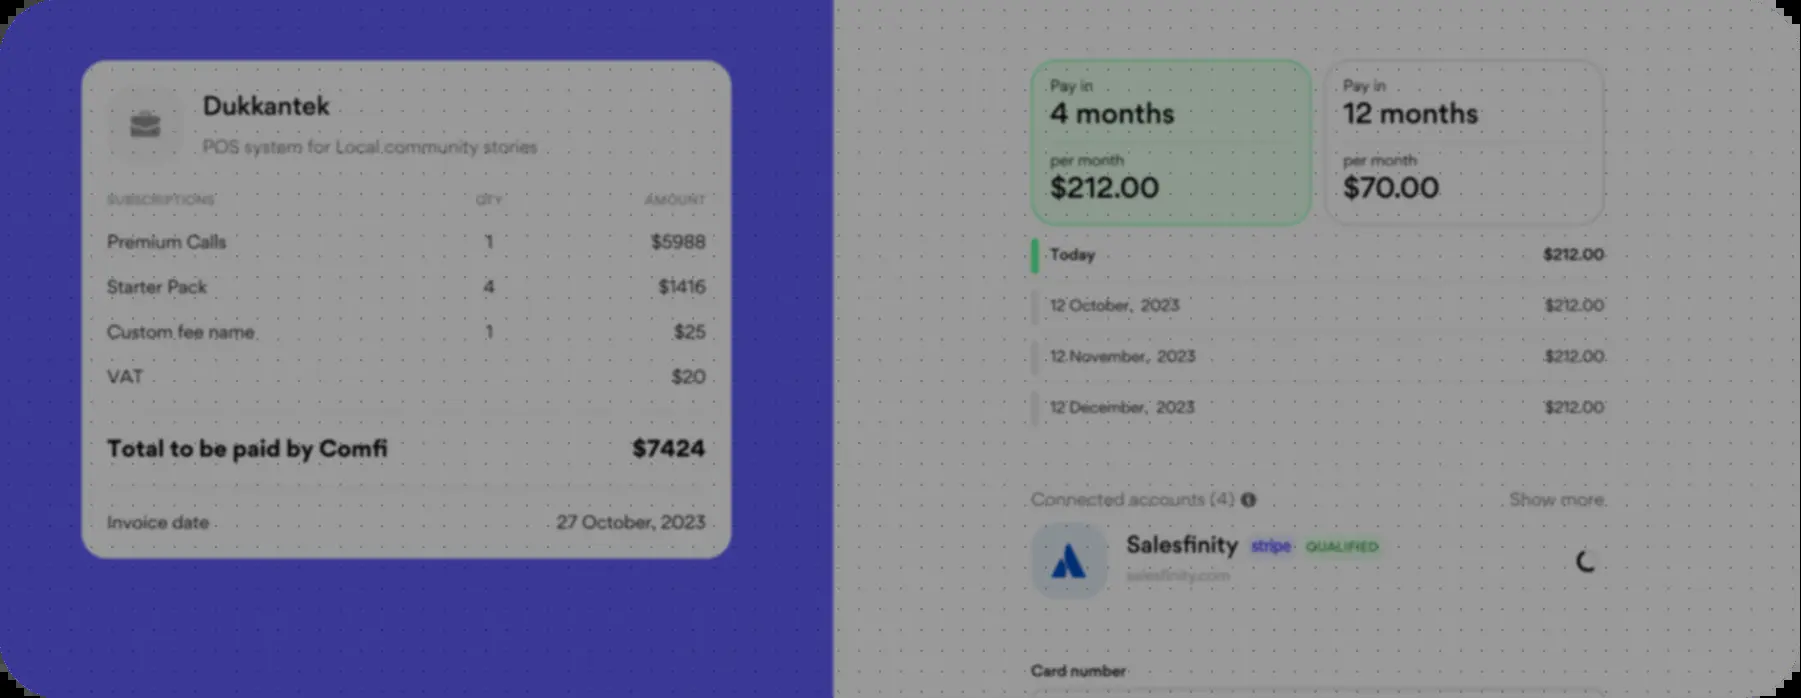 Dukkantek
POS system for Local community stories
SUBSCRIPTIONS QTY AMOUNT
Premium Calls 1 $5988
Starter Pack 4 $1416
Custom fee name 1 $25
VAT $20
Total to be paid by Comfi $7424
Invoice date 27 October, 2023
Pay in
4 months
per month
$212.00
Pay in
12 months
per month
$70.00
Today $212.00
12 October, 2023 $212.00
12 November, 2023 $212.00
12 December, 2023 $212.00
Connected accounts (4) Show more
Salesfinity stripe QUALIFIED
salesfinity.com
Card number